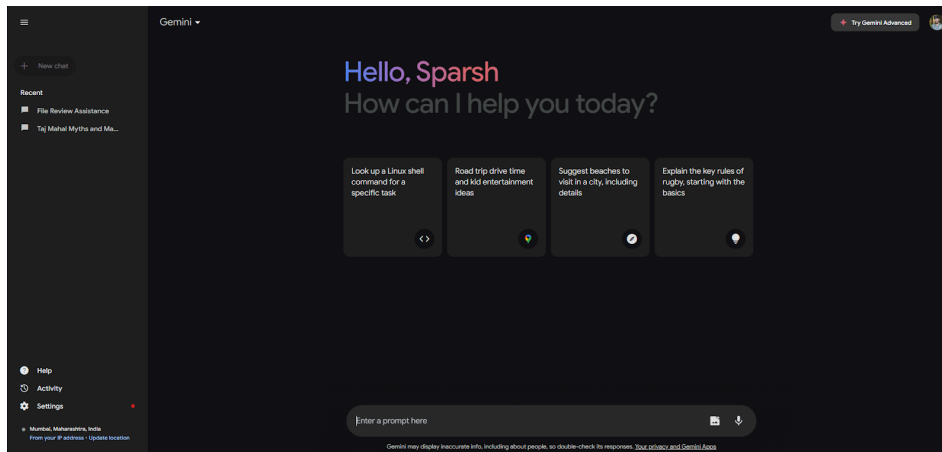 Gemini
Try Gemini Advanced
New chat
Recent
File Review Assistance
Taj Mahal Myths and Ma...
Hello, Sparsh
How can I help you today?
Look up a Linux shell
command for a
specific task
Road trip drive time
and kid entertainment
ideas
Suggest beaches to
visit in a city, including
details
Explain the key rules of
rugby, starting with the
basics
Help
Activity
Settings
Mumbai, Maharashtra, India
From your IP address • Update location
Enter a prompt here
Gemini may display inaccurate info, including about people, so double-check its responses. Your privacy and Gemini Apps